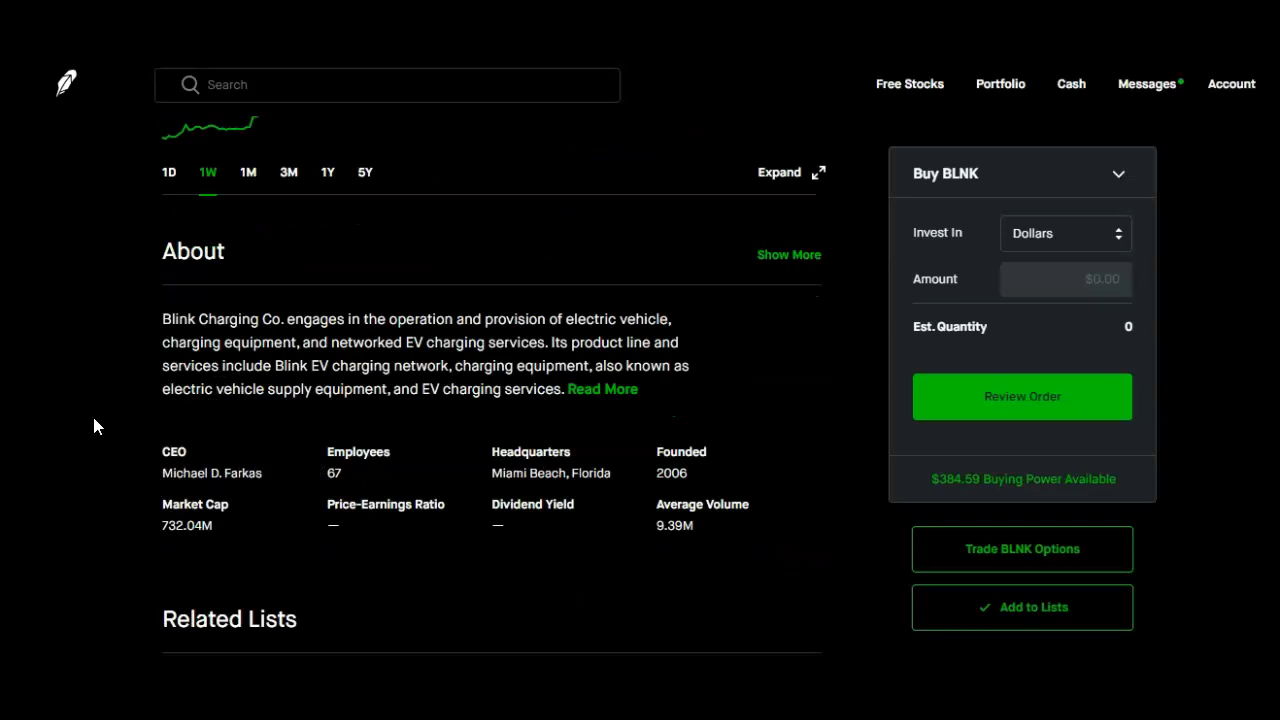 Search
Free Stocks Portfolio Cash Messages Account
1D 1W 1M 3M 1Y 5Y Expand
About Show More
Blink Charging Co. engages in the operation and provision of electric vehicle,
charging equipment, and networked EV charging services. Its product line and
services include Blink EV charging network, charging equipment, also known as
electric vehicle supply equipment, and EV charging services. Read More
CEO Employees Headquarters Founded
Michael D. Farkas 67 Miami Beach, Florida 2006
Market Cap Price-Earnings Ratio Dividend Yield Average Volume
732.04M — — 9.39M
Related Lists
Buy BLNK
Invest In Dollars
Amount $0.00
Est. Quantity 0
Review Order
$384.59 Buying Power Available
Trade BLNK Options
Add to Lists